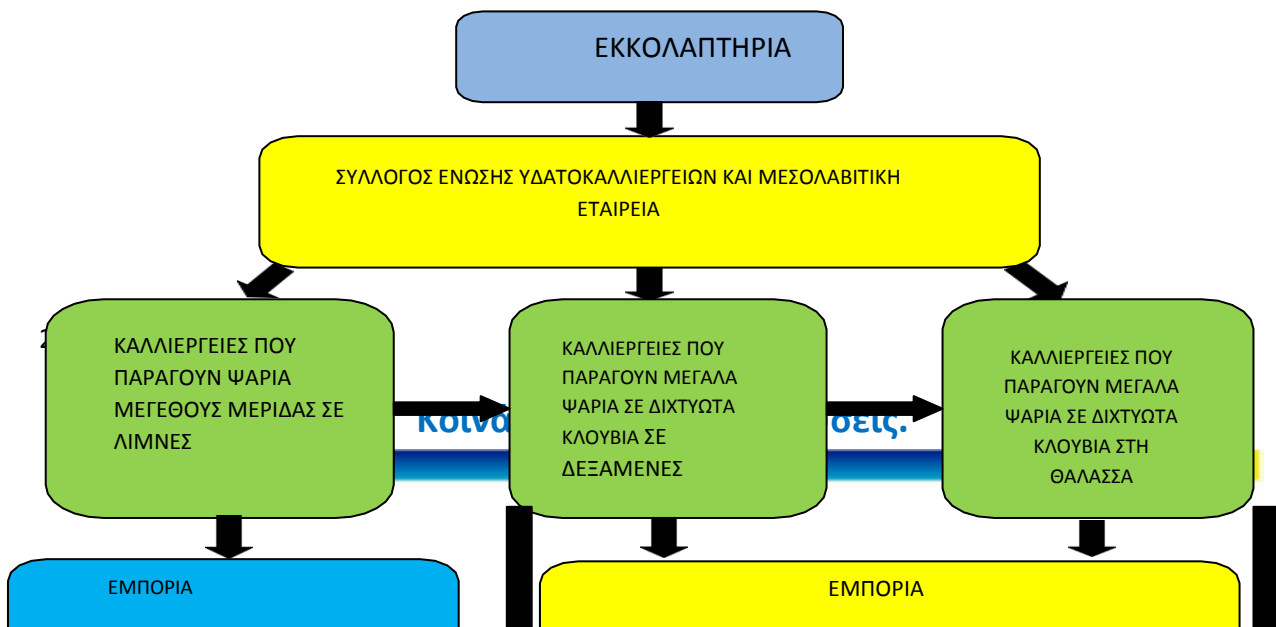 ΕΚΚΟΛΑΠΤΗΡΙΑ
ΣΥΛΛΟΓΟΣ ΕΝΩΣΗΣ ΥΔΑΤΟΚΑΛΛΙΕΡΓΕΙΩΝ ΚΑΙ ΜΕΣΟΛΑΒΙΤΙΚΗ
ΕΤΑΙΡΕΙΑ
ΚΑΛΛΙΕΡΓΕΙΕΣ ΠΟΥ
ΠΑΡΑΓΟΥΝ ΨΑΡΙΑ
ΜΕΓΕΘΟΥΣ ΜΕΡΙΔΑΣ ΣΕ
ΛΙΜΝΕΣ
ΚΑΛΛΙΕΡΓΕΙΕΣ ΠΟΥ
ΠΑΡΑΓΟΥΝ ΜΕΓΑΛΑ
ΨΑΡΙΑ ΣΕ ΔΙΧΤΥΩΤΑ
ΚΛΟΥΒΙΑ ΣΕ
ΔΕΞΑΜΕΝΕΣ
ΚΑΛΛΙΕΡΓΕΙΕΣ ΠΟΥ
ΠΑΡΑΓΟΥΝ ΜΕΓΑΛΑ
ΨΑΡΙΑ ΣΕ ΔΙΧΤΥΩΤΑ
ΚΛΟΥΒΙΑ ΣΤΗ
ΘΑΛΑΣΣΑ
ΕΜΠΟΡΙΑ
ΕΜΠΟΡΙΑ